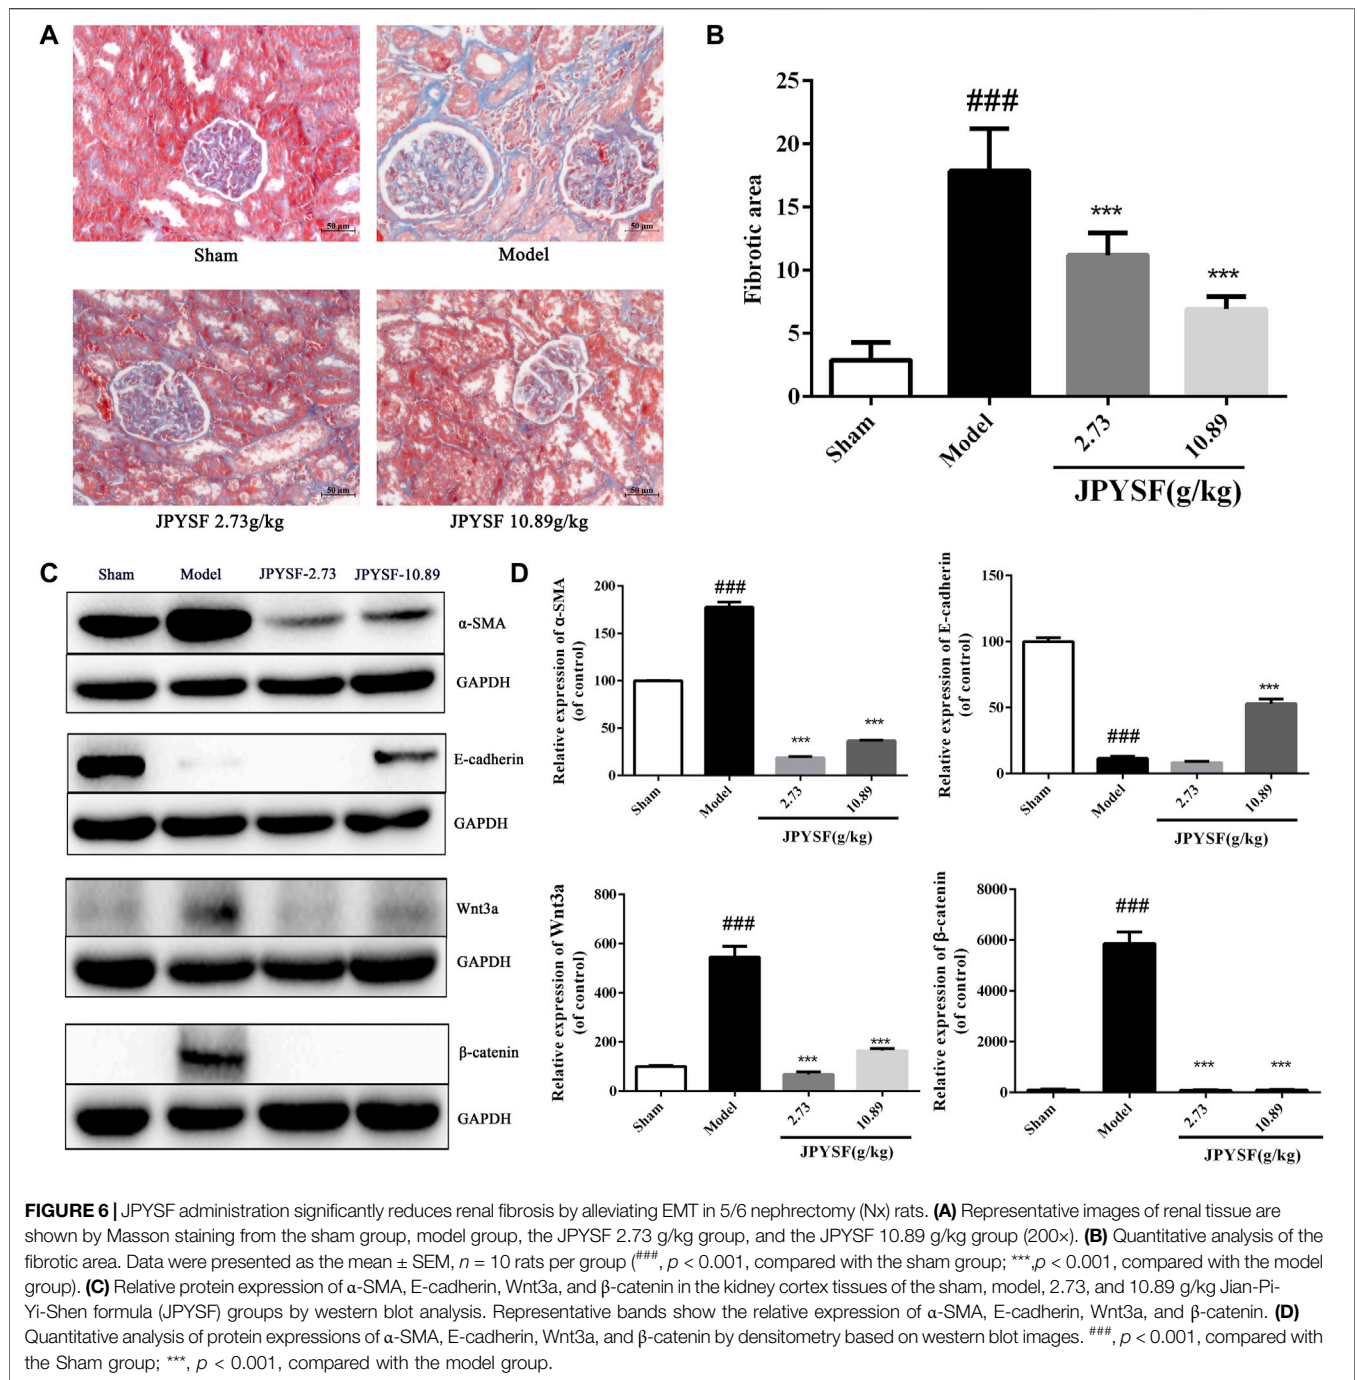 A
50 μm
50 μm
Sham
Model
50 μm
50 μm
JPYSF 2.73g/kg
JPYSF 10.89g/kg
B
Fibrotic area
25
20
15
10
5
0
###
***
***
Sham
Model
2.73
10.89
JPYSF(g/kg)
C
Sham
Model
JPYSF-2.73
JPYSF-10.89
α-SMA
GAPDH
E-cadherin
GAPDH
Wnt3a
GAPDH
β-catenin
GAPDH
D
Relative expression of α-SMA
(of control)
200
150
100
50
0
###
***
***
Sham
Model
2.73
10.89
JPYSF(g/kg)
Relative expression of E-cadherin
(of control)
150
100
50
0
###
***
Sham
Model
2.73
10.89
JPYSF(g/kg)
Relative expression of Wnt3a
(of control)
800
600
400
200
0
###
***
***
Sham
Model
2.73
10.89
JPYSF(g/kg)
Relative expression of β-catenin
(of control)
8000
6000
4000
2000
0
###
***
***
Sham
Model
2.73
10.89
JPYSF(g/kg)
FIGURE 6 | JPYSF administration significantly reduces renal fibrosis by alleviating EMT in 5/6 nephrectomy (Nx) rats. (A) Representative images of renal tissue are
shown by Masson staining from the sham group, model group, the JPYSF 2.73 g/kg group, and the JPYSF 10.89 g/kg group (200×). (B) Quantitative analysis of the
fibrotic area. Data were presented as the mean ± SEM, n = 10 rats per group (###, p < 0.001, compared with the sham group; ***,p < 0.001, compared with the model
group). (C) Relative protein expression of α-SMA, E-cadherin, Wnt3a, and β-catenin in the kidney cortex tissues of the sham, model, 2.73, and 10.89 g/kg Jian-Pi-
Yi-Shen formula (JPYSF) groups by western blot analysis. Representative bands show the relative expression of α-SMA, E-cadherin, Wnt3a, and β-catenin. (D)
Quantitative analysis of protein expressions of α-SMA, E-cadherin, Wnt3a, and β-catenin by densitometry based on western blot images. ###, p < 0.001, compared with
the Sham group; ***, p < 0.001, compared with the model group.